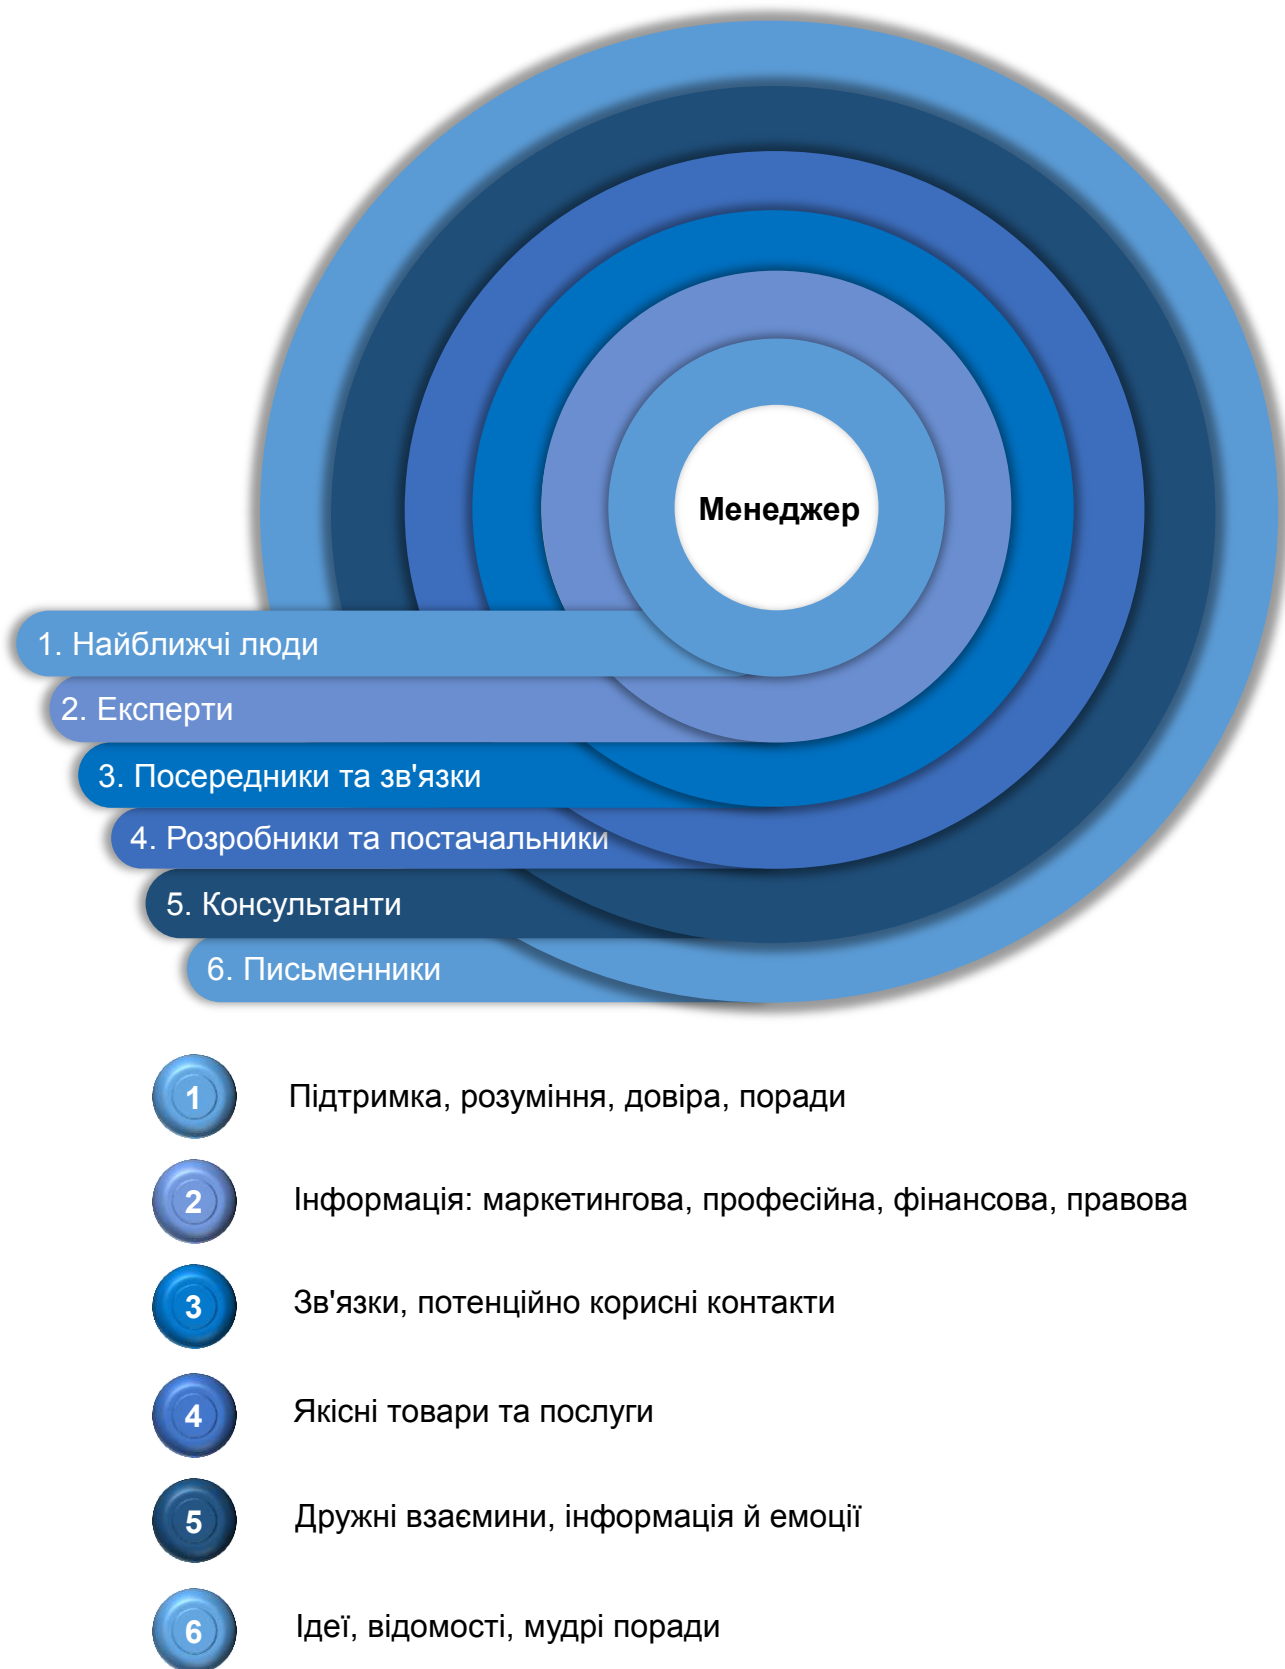 Менеджер
1. Найближчі люди
2. Експерти
3. Посередники та зв'язки
4. Розробники та постачальники
5. Консультанти
6. Письменники
1 Підтримка, розуміння, довіра, поради
2 Інформація: маркетингова, професійна, фінансова, правова
3 Зв'язки, потенційно корисні контакти
4 Якісні товари та послуги
5 Дружні взаємини, інформація й емоції
6 Ідеї, відомості, мудрі поради